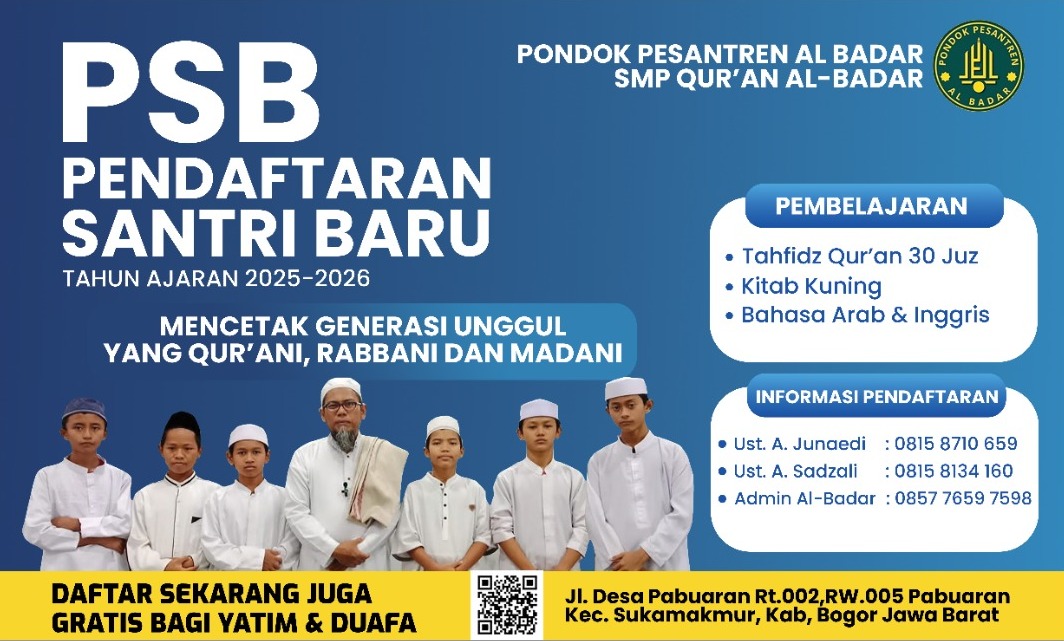 PSB
PENDAFTARAN
SANTRI BARU
TAHUN AJARAN 2025-2026
MENCETAK GENERASI UNGGUL
YANG QUR'ANI, RABBANI DAN MADANI
PONDOK PESANTREN AL BADAR
SMP QUR'AN AL-BADAR
PONDOK PESANTREN
AL BADAR
PEMBELAJARAN
• Tahfidz Qur'an 30 Juz
• Kitab Kuning
• Bahasa Arab & Inggris
INFORMASI PENDAFTARAN
• Ust. A. Junaedi : 0815 8710 659
• Ust. A. Sadzali : 0815 8134 160
• Admin Al-Badar : 0857 7659 7598
DAFTAR SEKARANG JUGA
GRATIS BAGI YATIM & DUAFA
Jl. Desa Pabuaran Rt.002,RW.005 Pabuaran
Kec. Sukamakmur, Kab, Bogor Jawa Barat